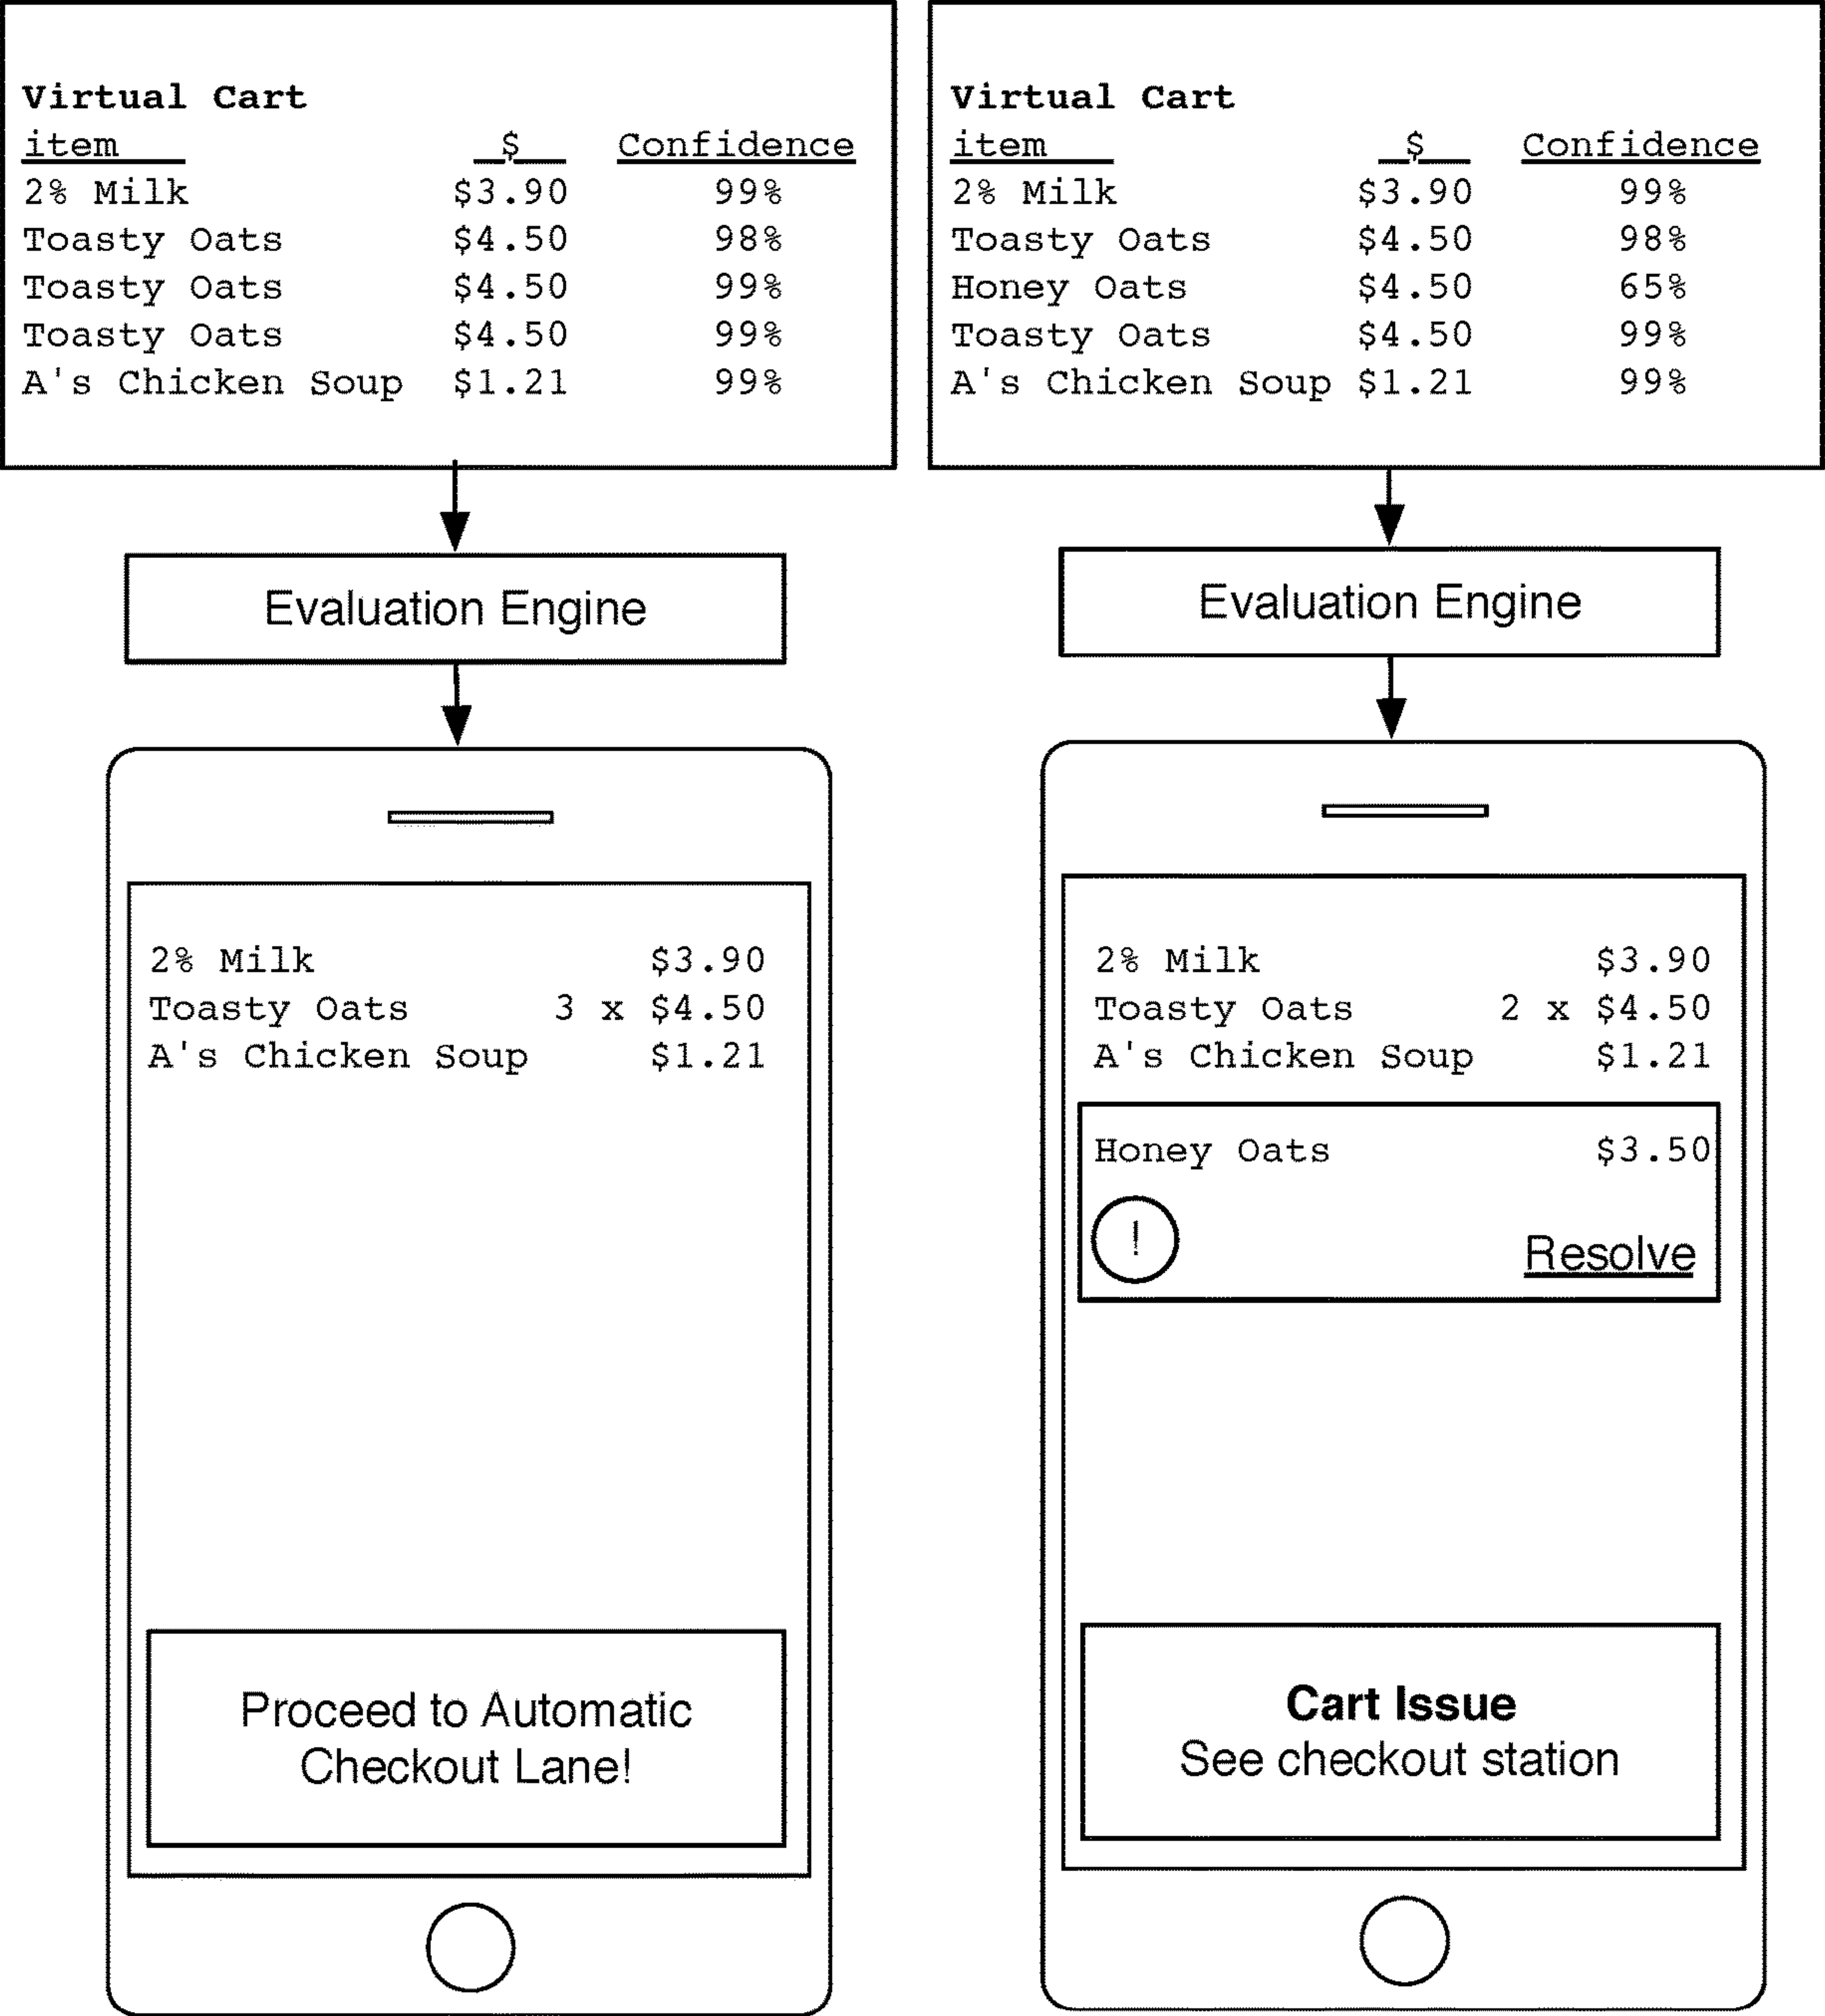 Virtual Cart
item $ Confidence
2% Milk $3.90 99%
Toasty Oats $4.50 98%
Toasty Oats $4.50 99%
Toasty Oats $4.50 99%
A's Chicken Soup $1.21 99%
Evaluation Engine
2% Milk $3.90
Toasty Oats 3 x $4.50
A's Chicken Soup $1.21
Proceed to Automatic
Checkout Lane!
Virtual Cart
item $ Confidence
2% Milk $3.90 99%
Toasty Oats $4.50 98%
Honey Oats $4.50 65%
Toasty Oats $4.50 99%
A's Chicken Soup $1.21 99%
Evaluation Engine
2% Milk $3.90
Toasty Oats 2 x $4.50
A's Chicken Soup $1.21
Honey Oats $3.50
!
Resolve
Cart Issue
See checkout station